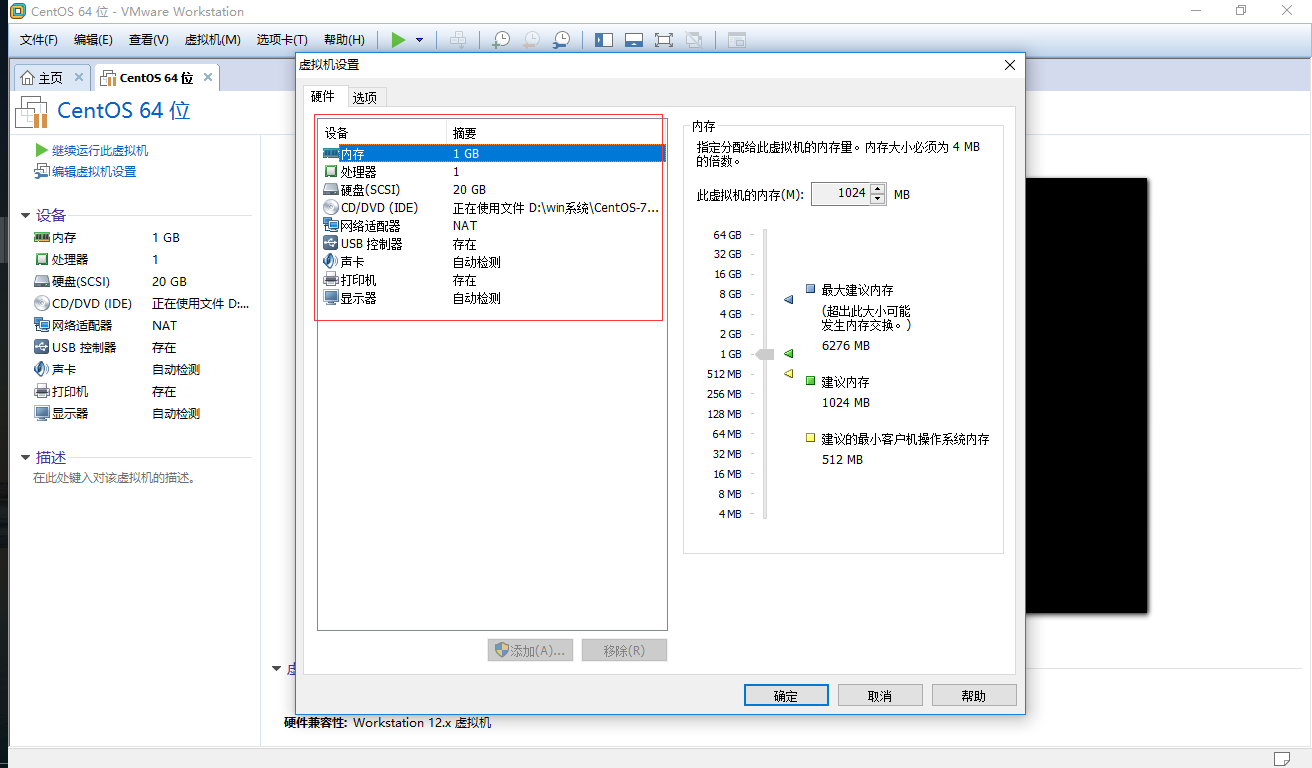 CentOS 64 位 - VMware Workstation
文件(F) 编辑(E) 查看(V) 虚拟机(M) 选项卡(T) 帮助(H)
主页 CentOS 64 位
CentOS 64 位
继续运行此虚拟机
编辑虚拟机设置
设备
内存 1 GB
处理器 1
硬盘(SCSI) 20 GB
CD/DVD (IDE) 正在使用文件 D:...
网络适配器 NAT
USB 控制器 存在
声卡 自动检测
打印机 存在
显示器 自动检测
描述
在此处键入对该虚拟机的描述。
虚拟机设置
硬件 选项
设备 摘要
内存 1 GB
处理器 1
硬盘(SCSI) 20 GB
CD/DVD (IDE) 正在使用文件 D:\win系统\CentOS-7...
网络适配器 NAT
USB 控制器 存在
声卡 自动检测
打印机 存在
显示器 自动检测
添加(A)... 移除(R)
内存
指定分配给此虚拟机的内存量。内存大小必须为 4 MB
的倍数。
此虚拟机的内存(M): 1024 MB
64 GB
32 GB
16 GB
8 GB
4 GB
2 GB
1 GB
512 MB
256 MB
128 MB
64 MB
32 MB
16 MB
8 MB
4 MB
最大建议内存
(超出此大小可能
发生内存交换。)
6276 MB
建议内存
1024 MB
建议的最小客户机操作系统内存
512 MB
确定 取消 帮助
硬件兼容性: Workstation 12.x 虚拟机